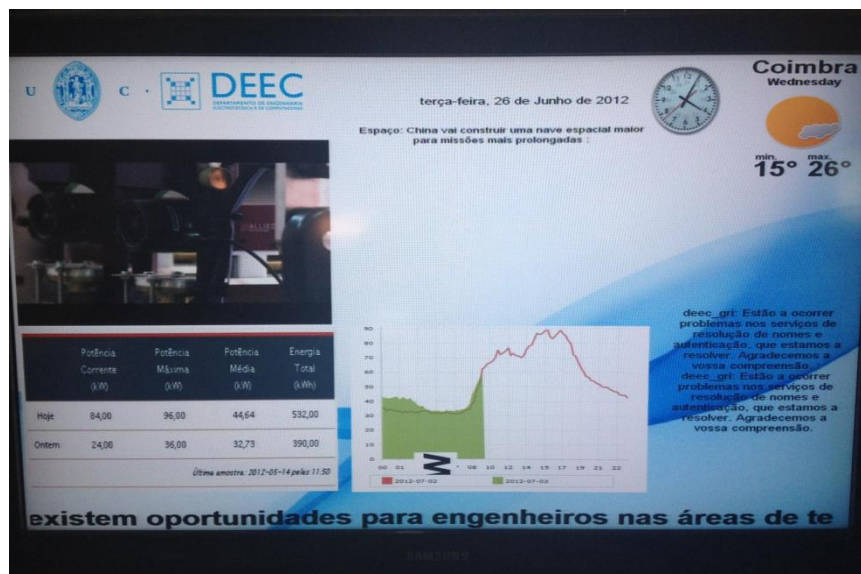 U C ·
DEEC
DEPARTAMENTO DE ENGENHARIA
ELECTROTÉCNICA E DE COMPUTADORES
terça-feira, 26 de Junho de 2012
Coimbra
Wednesday
min. max.
15° 26°
Espaço: China vai construir uma nave espacial maior
para missões mais prolongadas :
ALLIED
Potência Corrente (kW) Potência Máxima (kW) Potência Média (kW) Energia Total (kWh)
Hoje 84,00 96,00 44,64 592,00
Ontem 24,00 36,00 32,73 390,00
Última amostra: 2012-05-14 pelas 11:50
90
80
70
60
50
40
30
20
10
0
00 01 08 10 12 14 15 17 19 21 22
2012-07-02 2012-07-03
deec_gri: Estão a ocorrer
problemas nos serviços de
resolução de nomes e
autenticação, que estamos a
resolver. Agradecemos a
vossa compreensão.
deec_gri: Estão a ocorrer
problemas nos serviços de
resolução de nomes e
autenticação, que estamos a
resolver. Agradecemos a
vossa compreensão.
existem oportunidades para engenheiros nas áreas de te
SAMSUNG